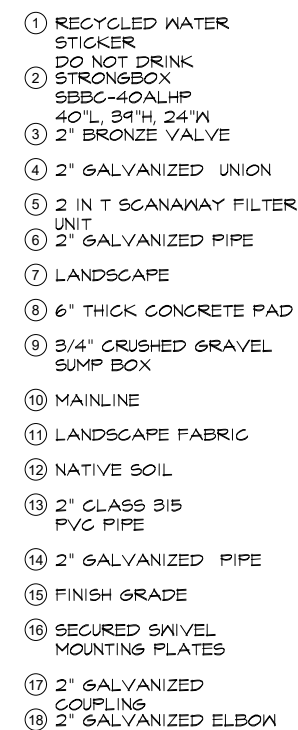 1 RECYCLED WATER
STICKER
DO NOT DRINK
2 STRONGBOX
SBBC-40ALHP
40"L, 39"H, 24"W
3 2" BRONZE VALVE
4 2" GALVANIZED UNION
5 2 IN T SCANAWAY FILTER
UNIT
6 2" GALVANIZED PIPE
7 LANDSCAPE
8 6" THICK CONCRETE PAD
9 3/4" CRUSHED GRAVEL
SUMP BOX
10 MAINLINE
11 LANDSCAPE FABRIC
12 NATIVE SOIL
13 2" CLASS 315
PVC PIPE
14 2" GALVANIZED PIPE
15 FINISH GRADE
16 SECURED SWIVEL
MOUNTING PLATES
17 2" GALVANIZED
COUPLING
18 2" GALVANIZED ELBOW